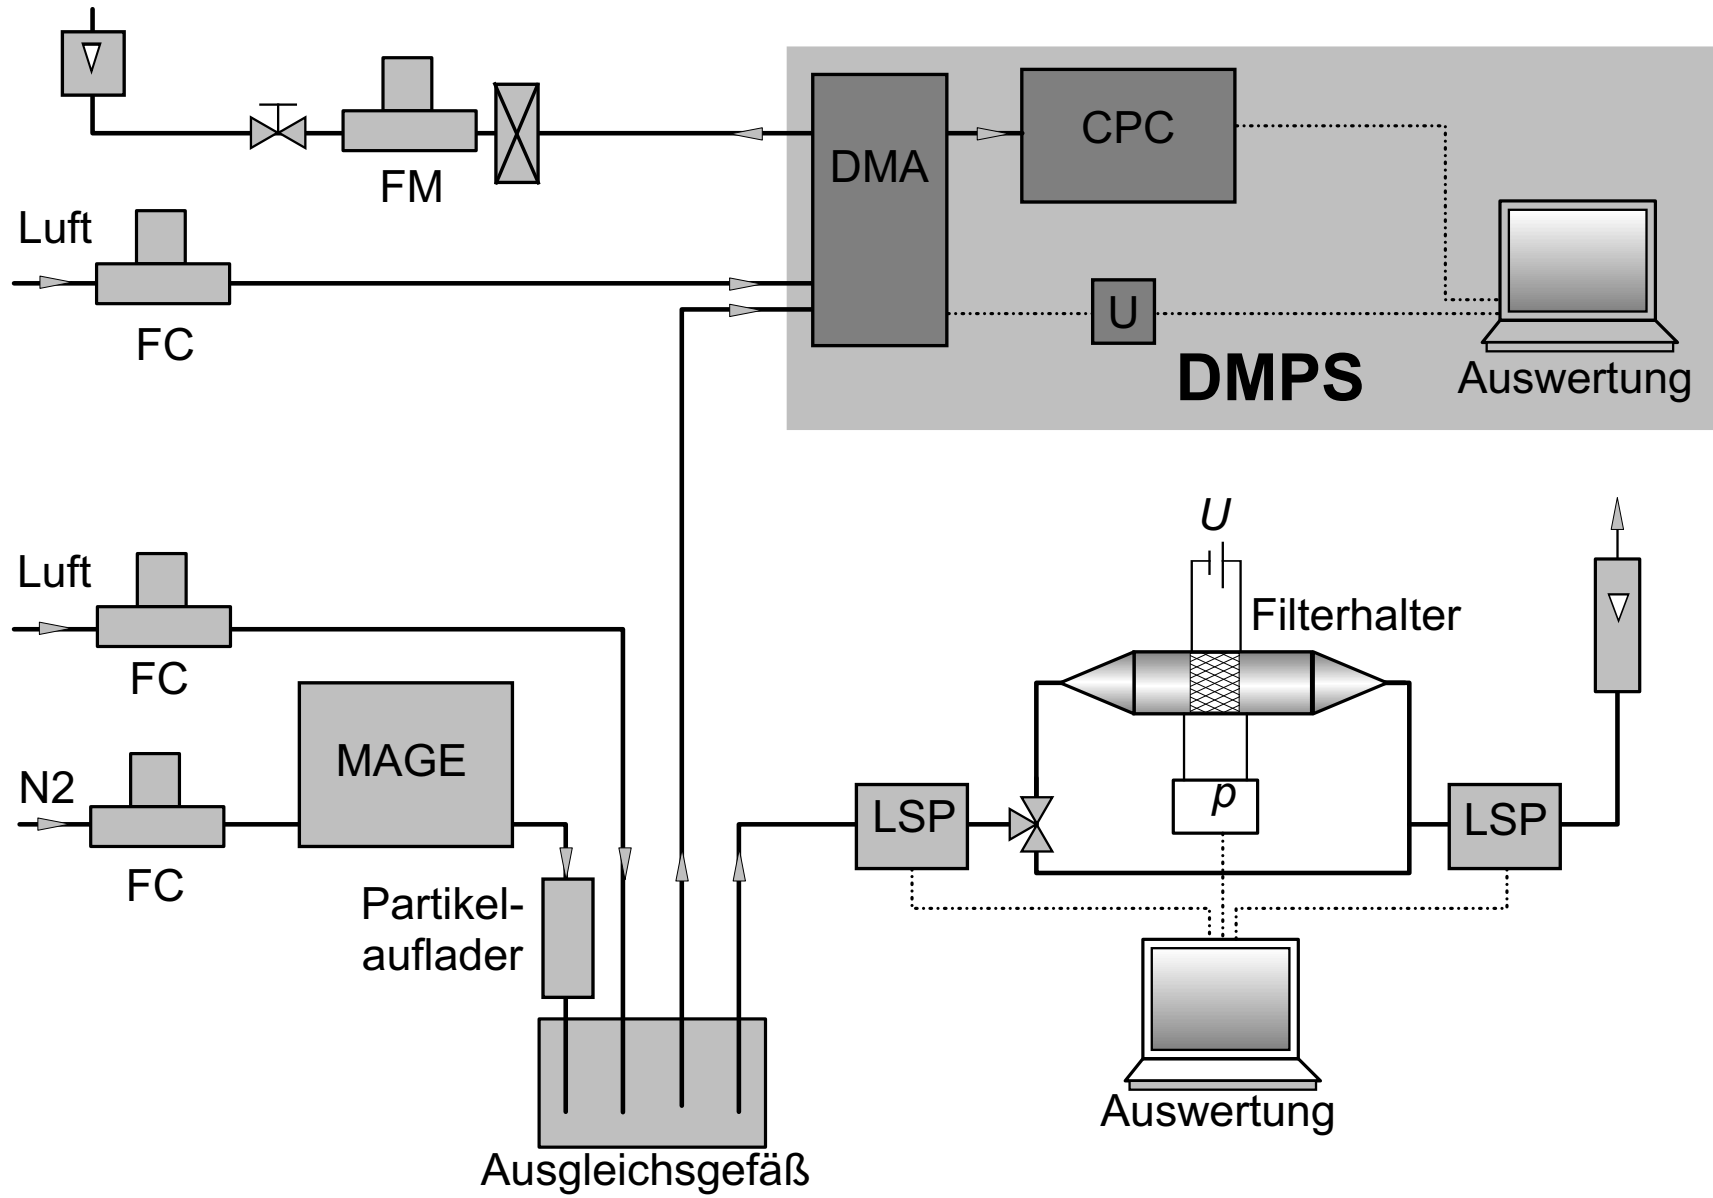 CPC
DMA
FM
Luft
FC
U
DMPS
Auswertung
U
Luft
Filterhalter
FC
MAGE
N2
p
LSP
LSP
FC
Partikel-
auflader
Auswertung
Ausgleichsgefäß